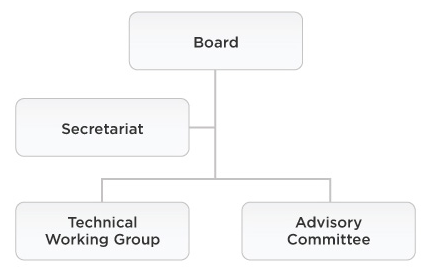 Board
Secretariat
Technical
Working Group
Advisory
Committee